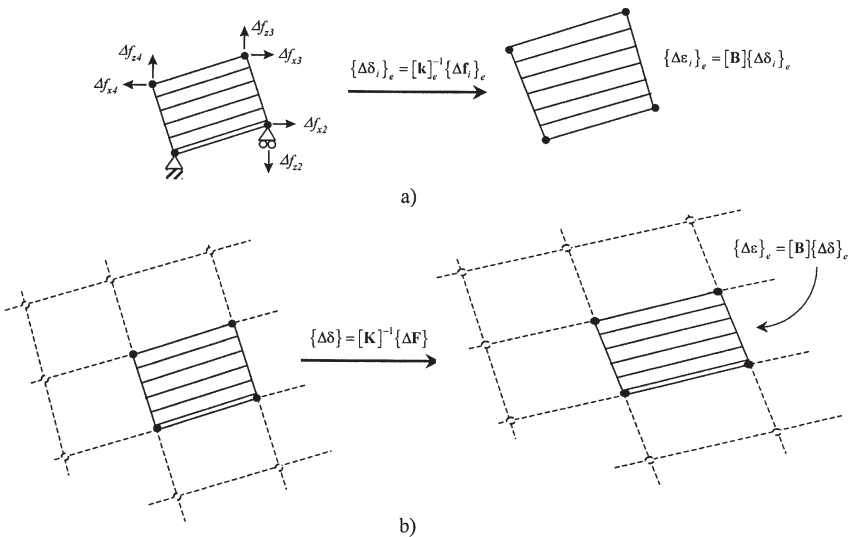 Δf_z3
Δf_z4
Δf_x3
Δf_x4
{Δδ_i}_e = [k]_e^{-1} {Δf_i}_e
{Δε_i}_e = [B]{Δδ_i}_e
Δf_x2
Δf_z2
a)
{Δε}_e = [B]{Δδ}_e
{Δδ} = [K]^{-1} {ΔF}
b)